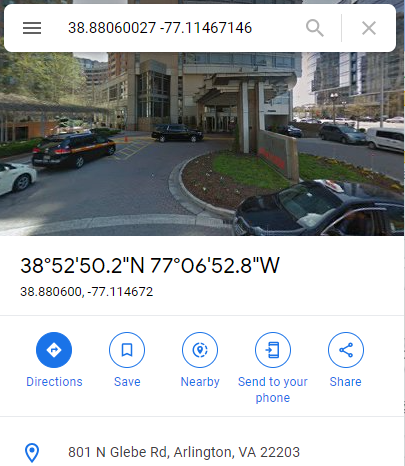 38.88060027 -77.11467146
38°52'50.2"N 77°06'52.8"W
38.880600, -77.114672
Directions
Save
Nearby
Send to your
phone
Share
801 N Glebe Rd, Arlington, VA 22203